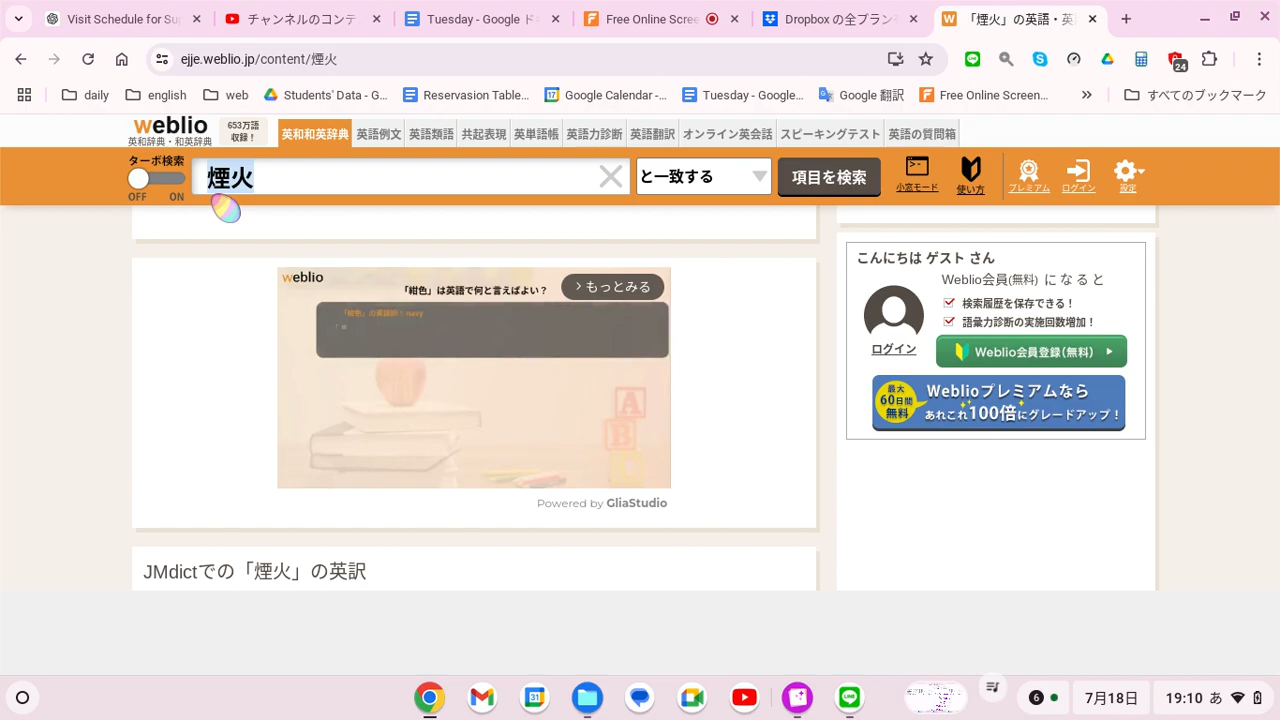 Visit Scheduler for Sup
チャンネルのコンテ
Tuesday - Google ド
Free Online Scre
Dropbox の全ブラン
「煙火」の英語・英
ejje.weblio.jp/content/煙火
24
daily
english
web
Students' Data - G...
Reservasion Table...
Google Calendar -...
Tuesday - Google...
Google 翻訳
Free Online Screen...
すべてのブックマーク
weblio
英和辞典・和英辞典
653万語
収録！
英和和英辞典
英語例文
英語類語
共起表現
英単語帳
英語力診断
英語翻訳
オンライン英会話
スピーキングテスト
英語の質問箱
ターボ検索
OFF
ON
煙火
と一致する
項目を検索
小窓モード
使い方
プレミアム
ログイン
設定
weblio
「紺色」は英語で何と言えばよい？
もっとみる
「紺色」の英語訳： navy
A
B
Powered by GliaStudio
こんにちは ゲスト さん
Weblio会員(無料) になると
検索履歴を保存できる！
語彙力診断の実施回数増加！
ログイン
Weblio会員登録(無料)
最大
60日間
無料
Weblioプレミアムなら
あれこれ100倍にグレードアップ！
JMdictでの「煙火」の英訳
31
6
7月18日
19:10
あ